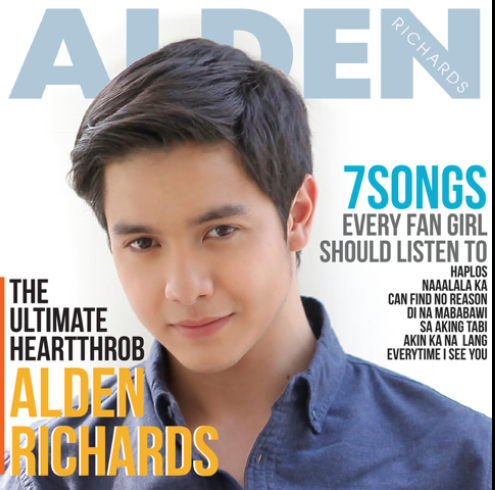 ALDEN
RICHARDS
7SONGS
EVERY FAN GIRL
SHOULD LISTEN TO
HAPLOS
NAAALALA KA
CAN FIND NO REASON
DI NA MABABAWI
SA AKING TABI
AKIN KA NA LANG
EVERYTIME I SEE YOU
THE
ULTIMATE
HEARTTHROB
ALDEN
RICHARDS